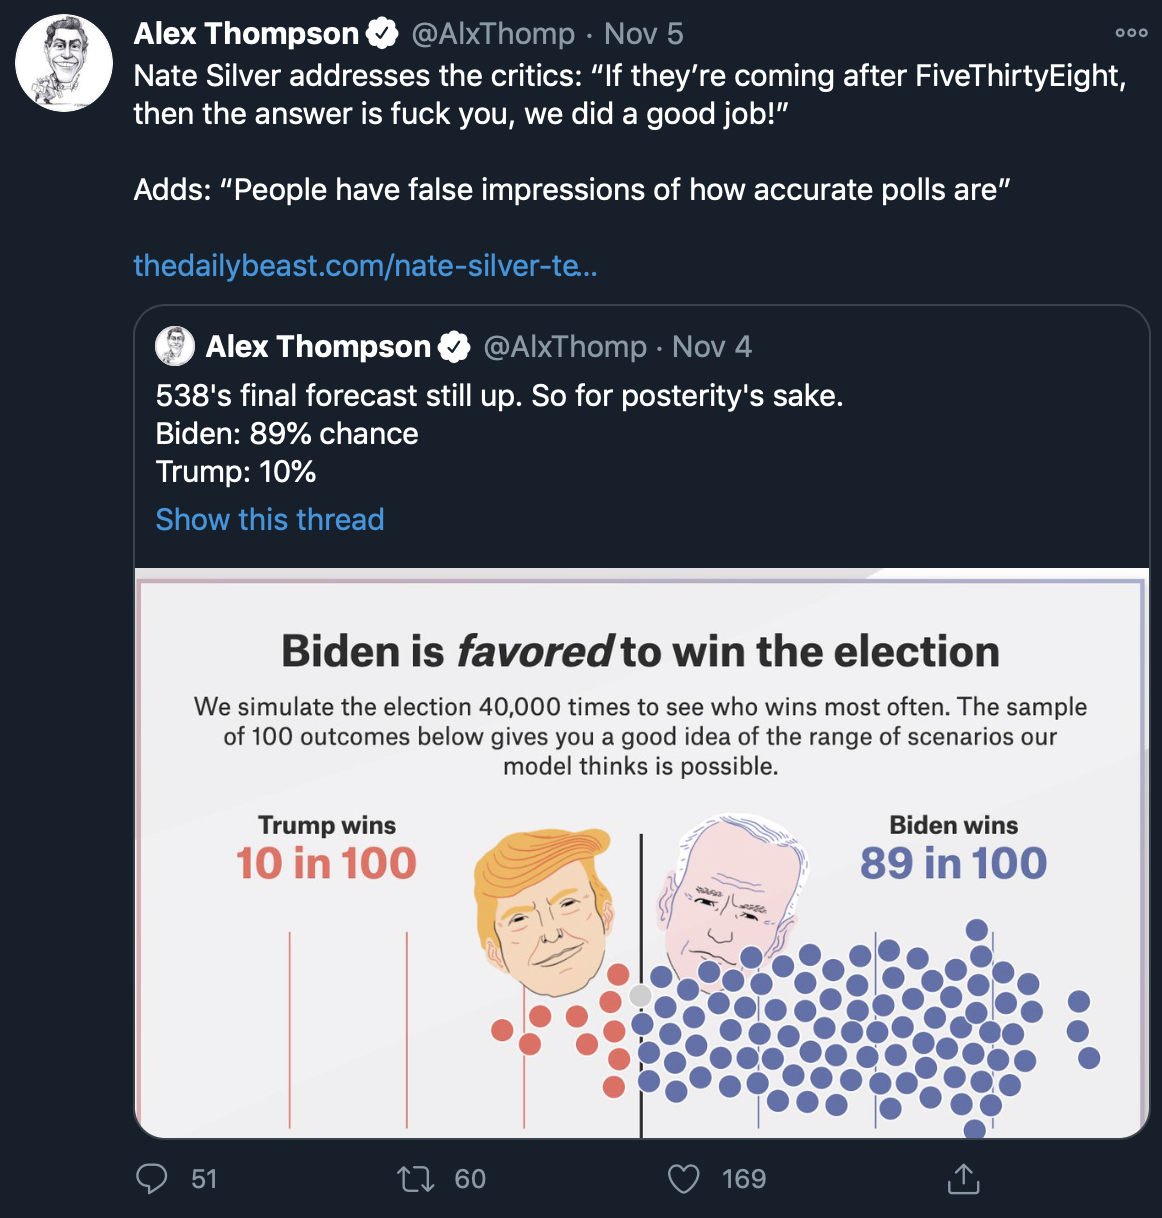 Alex Thompson @AlxThomp · Nov 5
Nate Silver addresses the critics: “If they’re coming after FiveThirtyEight,
then the answer is fuck you, we did a good job!”
Adds: “People have false impressions of how accurate polls are”
thedailybeast.com/nate-silver-te...
Alex Thompson @AlxThomp · Nov 4
538's final forecast still up. So for posterity's sake.
Biden: 89% chance
Trump: 10%
Show this thread
Biden is favored to win the election
We simulate the election 40,000 times to see who wins most often. The sample
of 100 outcomes below gives you a good idea of the range of scenarios our
model thinks is possible.
Trump wins
10 in 100
Biden wins
89 in 100
51 60 169